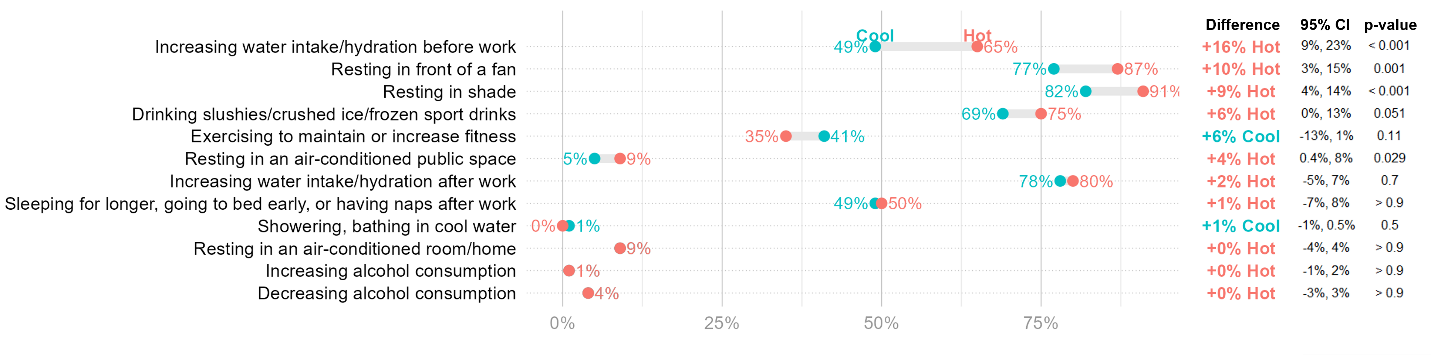 Difference 95% CI p-value
Cool Hot
Increasing water intake/hydration before work 49% 65% +16% Hot 9%, 23% < 0.001
Resting in front of a fan 77% 87% +10% Hot 3%, 15% 0.001
Resting in shade 82% 91% +9% Hot 4%, 14% < 0.001
Drinking slushies/crushed ice/frozen sport drinks 69% 75% +6% Hot 0%, 13% 0.051
Exercising to maintain or increase fitness 35% 41% +6% Cool -13%, 1% 0.11
Resting in an air-conditioned public space 5% 9% +4% Hot 0.4%, 8% 0.029
Increasing water intake/hydration after work 78% 80% +2% Hot -5%, 7% 0.7
Sleeping for longer, going to bed early, or having naps after work 49% 50% +1% Hot -7%, 8% > 0.9
Showering, bathing in cool water 0% 1% +1% Cool -1%, 0.5% 0.5
Resting in an air-conditioned room/home 9% +0% Hot -4%, 4% > 0.9
Increasing alcohol consumption 1% +0% Hot -1%, 2% > 0.9
Decreasing alcohol consumption 4% +0% Hot -3%, 3% > 0.9
0% 25% 50% 75%